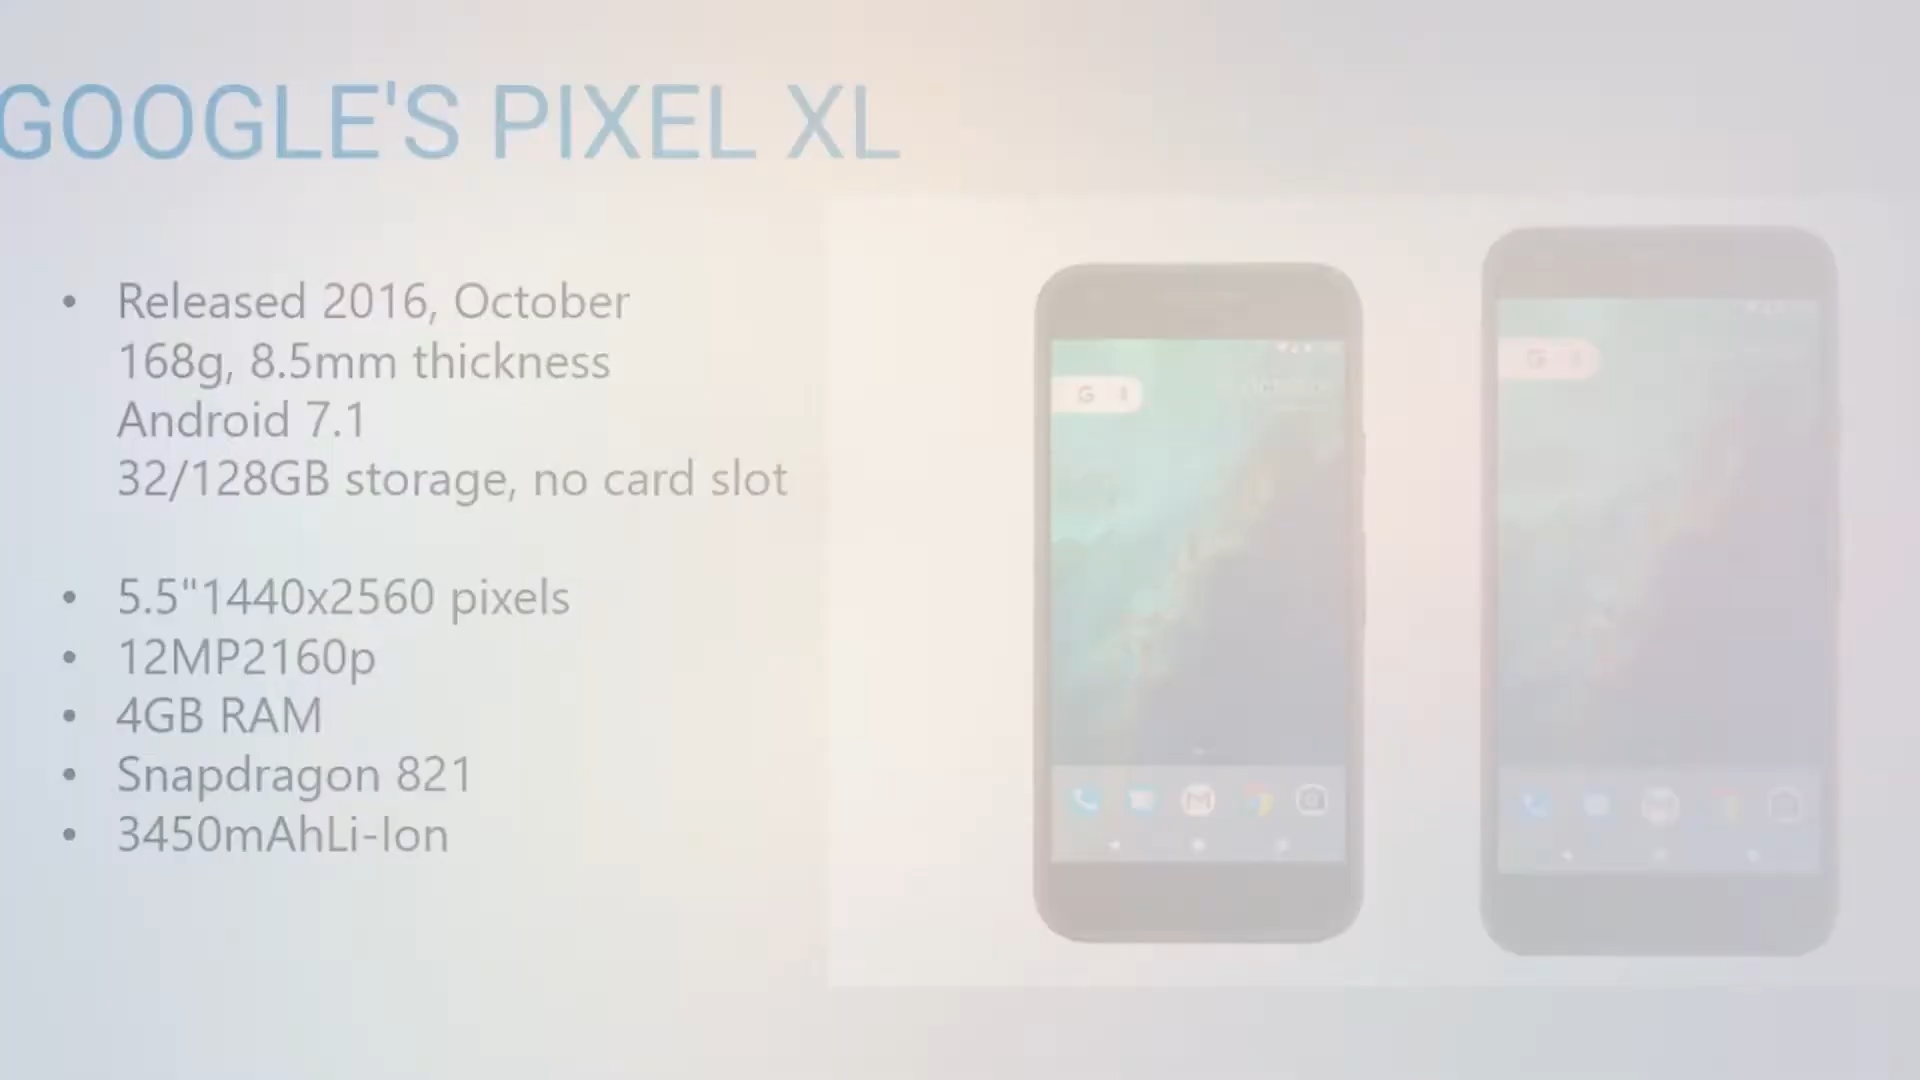 GOOGLE'S PIXEL XL
• Released 2016, October
168g, 8.5mm thickness
Android 7.1
32/128GB storage, no card slot
• 5.5"1440x2560 pixels
• 12MP2160p
• 4GB RAM
• Snapdragon 821
• 3450mAhLi-Ion
G
G